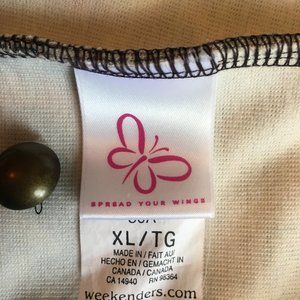 SPREAD YOUR WINGS
XL/TG
MADE IN / FAIT AU/
HECHO EN / GEMACHT IN
CANADA / CANADA
CA 14940 RN 96364
weekenders.com